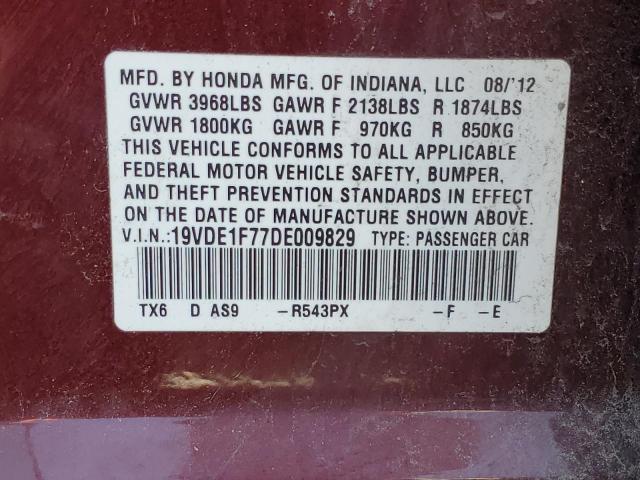 MFD. BY HONDA MFG. OF INDIANA, LLC 08/'12
GVWR 3968LBS GAWR F 2138LBS R 1874LBS
GVWR 1800KG GAWR F 970KG R 850KG
THIS VEHICLE CONFORMS TO ALL APPLICABLE
FEDERAL MOTOR VEHICLE SAFETY, BUMPER,
AND THEFT PREVENTION STANDARDS IN EFFECT
ON THE DATE OF MANUFACTURE SHOWN ABOVE.
V.I.N.:19VDE1F77DE009829 TYPE: PASSENGER CAR
TX6 D AS9 -R543PX -F -E